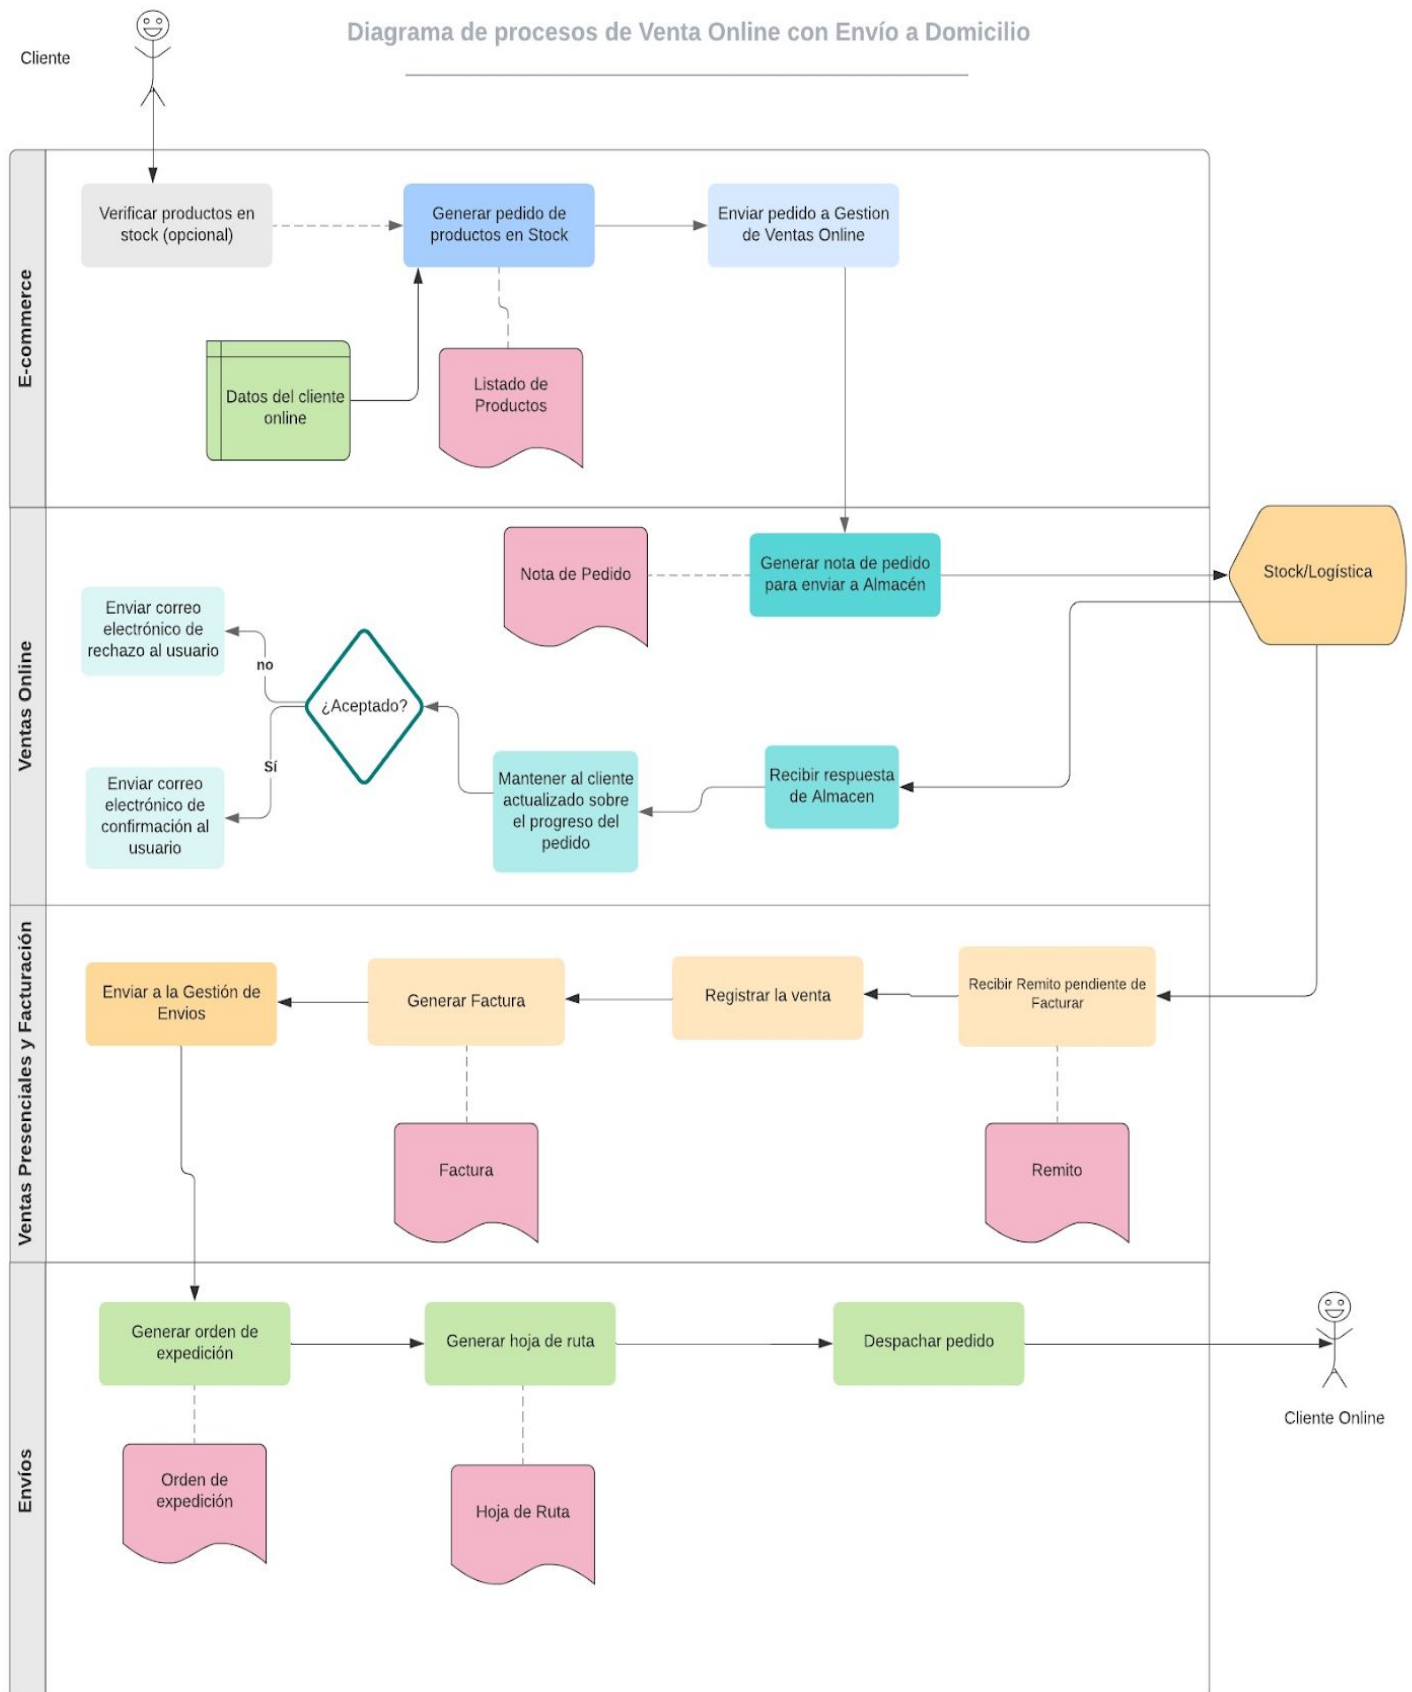 Diagrama de procesos de Venta Online con Envío a Domicilio
Cliente
E-commerce
Verificar productos en
stock (opcional)
Generar pedido de
productos en Stock
Enviar pedido a Gestion
de Ventas Online
Datos del cliente
online
Listado de
Productos
Ventas Online
Nota de Pedido
Generar nota de pedido
para enviar a Almacén
Stock/Logística
Enviar correo
electrónico de
rechazo al usuario
no
¿Aceptado?
Sí
Enviar correo
electrónico de
confirmación al
usuario
Mantener al cliente
actualizado sobre
el progreso del
pedido
Recibir respuesta
de Almacen
Ventas Presenciales y Facturación
Enviar a la Gestión de
Envios
Generar Factura
Registrar la venta
Recibir Remito pendiente de
Facturar
Factura
Remito
Envíos
Generar orden de
expedición
Generar hoja de ruta
Despachar pedido
Cliente Online
Orden de
expedición
Hoja de Ruta